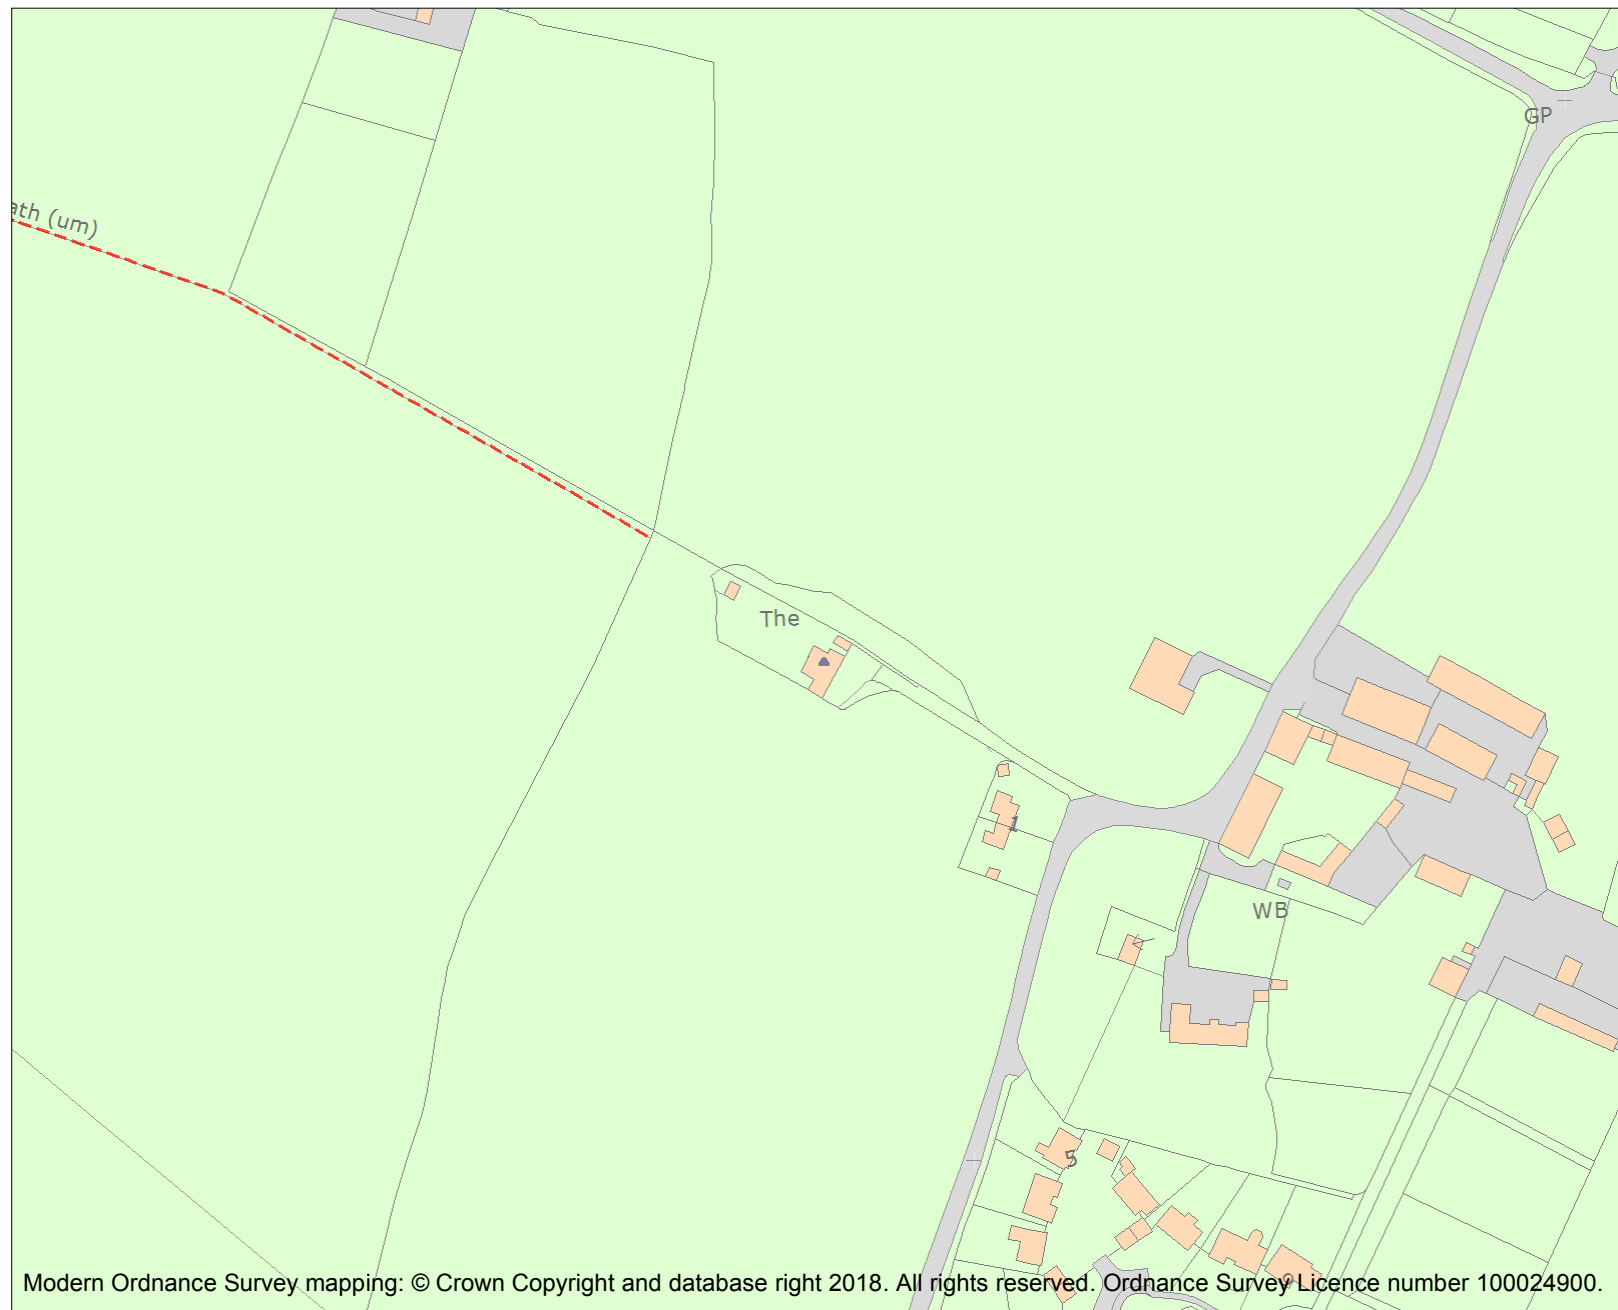 GP
ath (um)
The
1
WB
5
9
Modern Ordnance Survey mapping: © Crown Copyright and database right 2018. All rights reserved. Ordnance Survey Licence number 100024900.